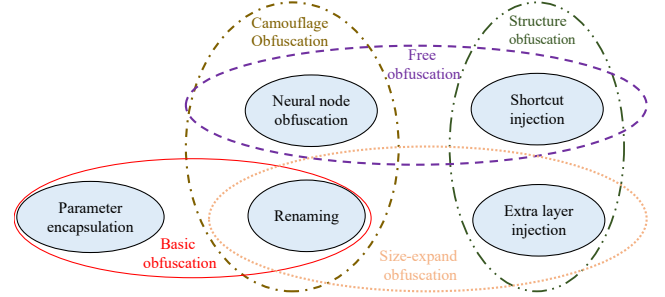 Camouflage
Obfuscation
Structure
obfuscation
Free
obfuscation
Neural node
obfuscation
Shortcut
injection
Parameter
encapsulation
Renaming
Extra layer
injection
Basic
obfuscation
Size-expand
obfuscation